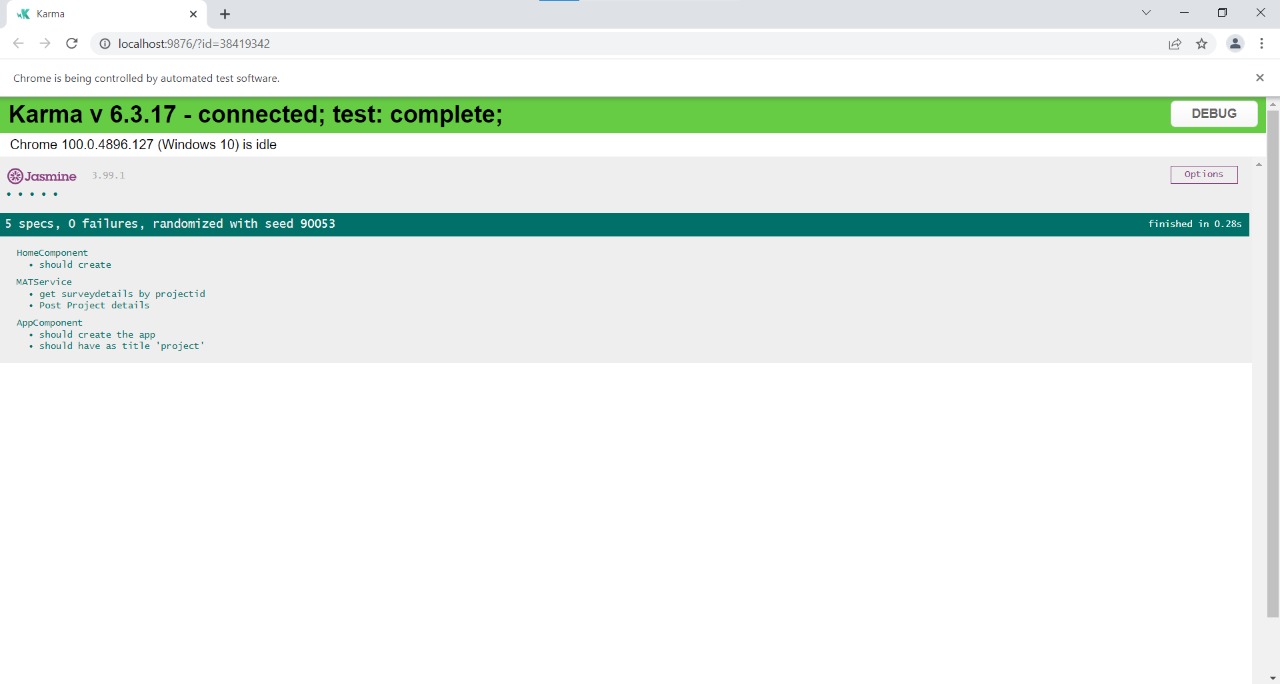 Karma
localhost:9876/?id=38419342
Chrome is being controlled by automated test software.
Karma v 6.3.17 - connected; test: complete;
DEBUG
Chrome 100.0.4896.127 (Windows 10) is idle
Jasmine 3.99.1
Options
5 specs, 0 failures, randomized with seed 90053
finished in 0.28s
HomeComponent
• should create
MATService
• get surveydetails by projectid
• Post Project details
AppComponent
• should create the app
• should have as title 'project'